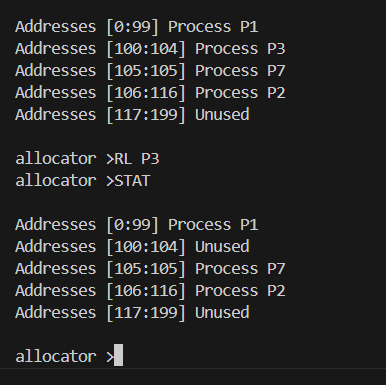 Addresses [0:99] Process P1
Addresses [100:104] Process P3
Addresses [105:105] Process P7
Addresses [106:116] Process P2
Addresses [117:199] Unused
allocator >RL P3
allocator >STAT
Addresses [0:99] Process P1
Addresses [100:104] Unused
Addresses [105:105] Process P7
Addresses [106:116] Process P2
Addresses [117:199] Unused
allocator >